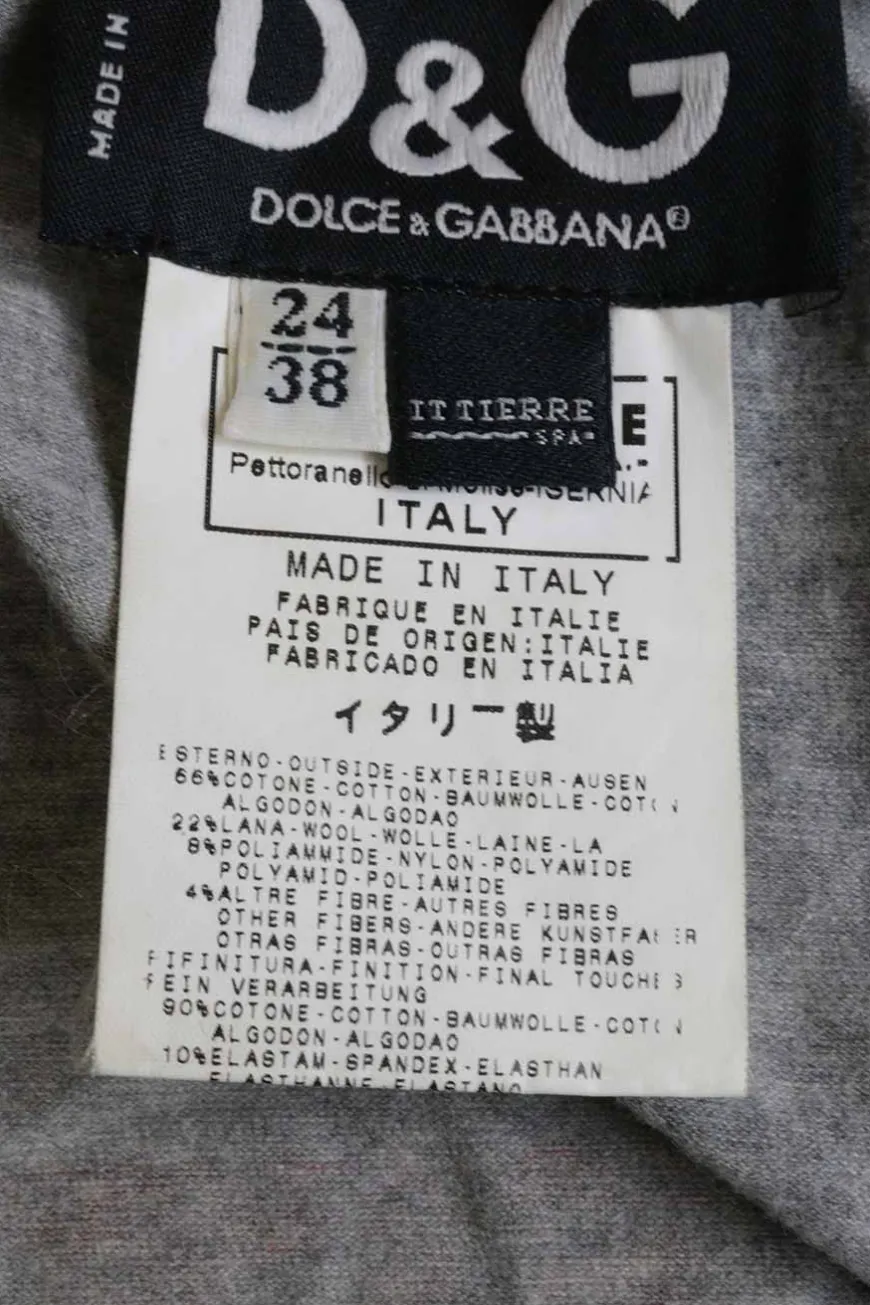 MADE IN
D&G
DOLCE & GABBANA®
24
38
IT TIERRE
SPA
E
Pettoranello ISERNIA
ITALY
MADE IN ITALY
FABRIQUE EN ITALIE
PAIS DE ORIGEN:ITALIE
FABRICADO EN ITALIA
イタリー製
ESTERNO-OUTSIDE-EXTERIEUR-AUSEN
66%COTONE-COTTON-BAUMWOLLE-COTON
ALGODON-ALGODAO
22%LANA-WOOL-WOLLE-LAINE-LA
8%POLIAMMIDE-NYLON-POLYAMIDE
POLYAMID-POLIAMIDE
4%ALTRE FIBRE-AUTRES FIBRES
OTHER FIBERS-ANDERE KUNSTFASER
OTRAS FIBRAS-OUTRAS FIBRAS
RIFINITURA-FINITION-FINAL TOUCHES
FEIN VERARBEITUNG
90%COTONE-COTTON-BAUMWOLLE-COTON
ALGODON-ALGODAO
10%ELASTAM-SPANDEX-ELASTHAN
ELASTHANNE-ELASTANO